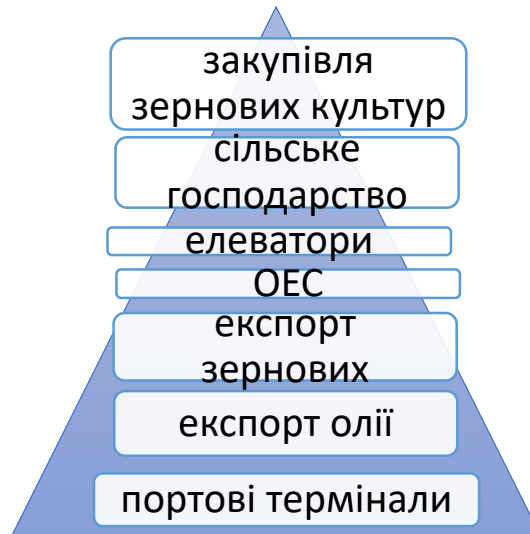 закупівля
зернових культур
сільське
господарство
елеватори
ОЕС
експорт
зернових
експорт олії
портові термінали